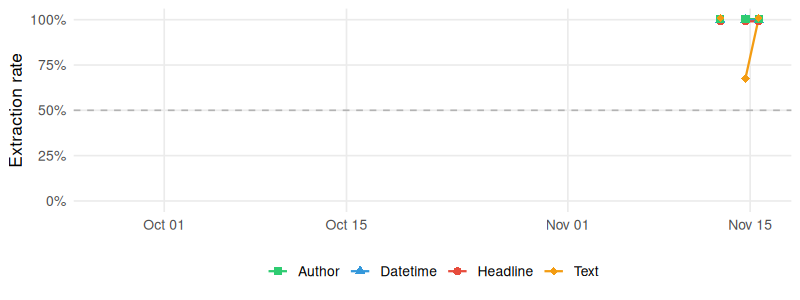 100%
75%
50%
25%
0%
Extraction rate
Oct 01 Oct 15 Nov 01 Nov 15
Author Datetime Headline Text